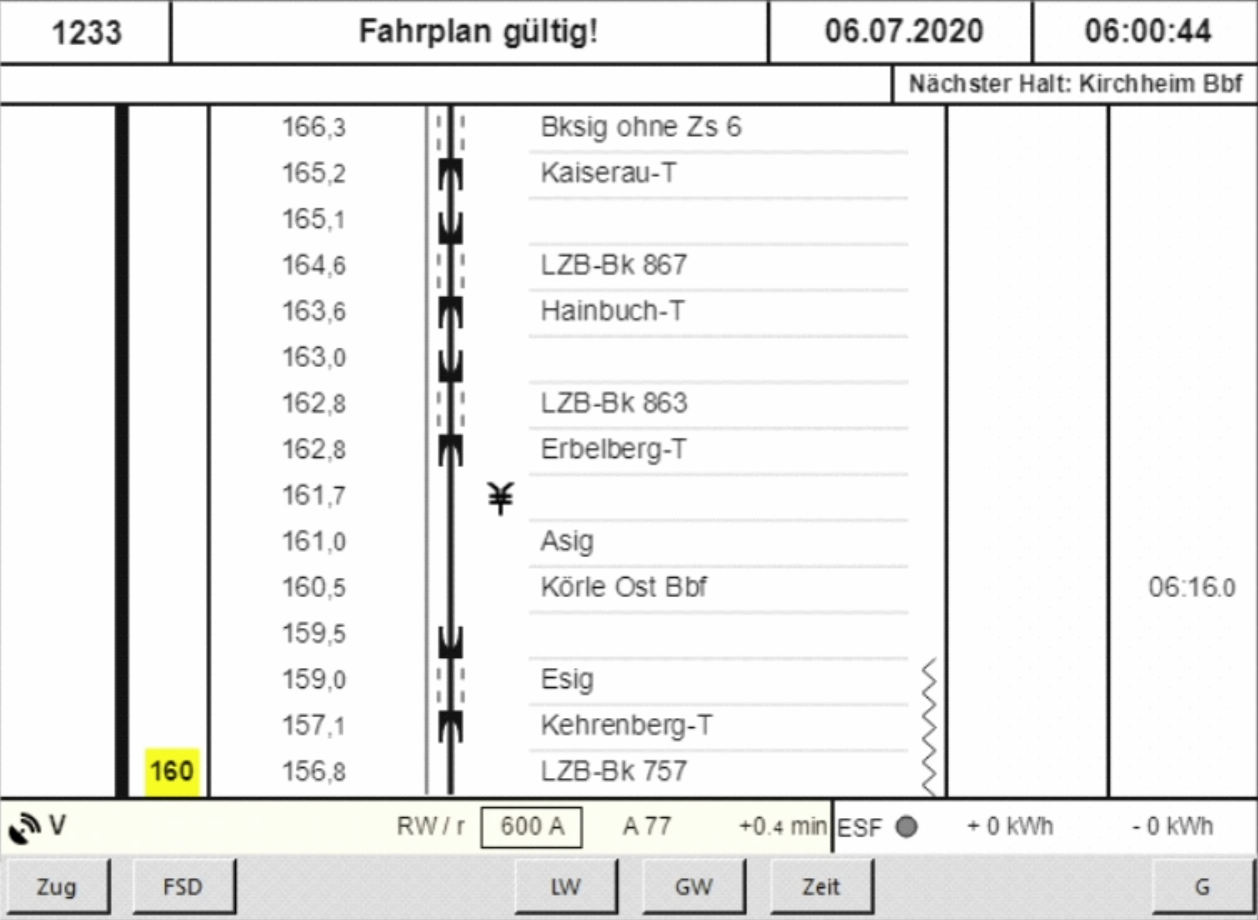 1233 Fahrplan gültig! 06.07.2020 06:00:44
Nächster Halt: Kirchheim Bbf
166,3 Bksig ohne Zs 6
165,2 Kaiserau-T
165,1
164,6 LZB-Bk 867
163,6 Hainbuch-T
163,0
162,8 LZB-Bk 863
162,8 Erbelberg-T
161,7 ¥
161,0 Asig
160,5 Körle Ost Bbf 06:16.0
159,5
159,0 Esig
157,1 Kehrenberg-T
160 156,8 LZB-Bk 757
V RW / r 600 A A 77 +0.4 min ESF + 0 kWh - 0 kWh
Zug FSD LW GW Zeit G